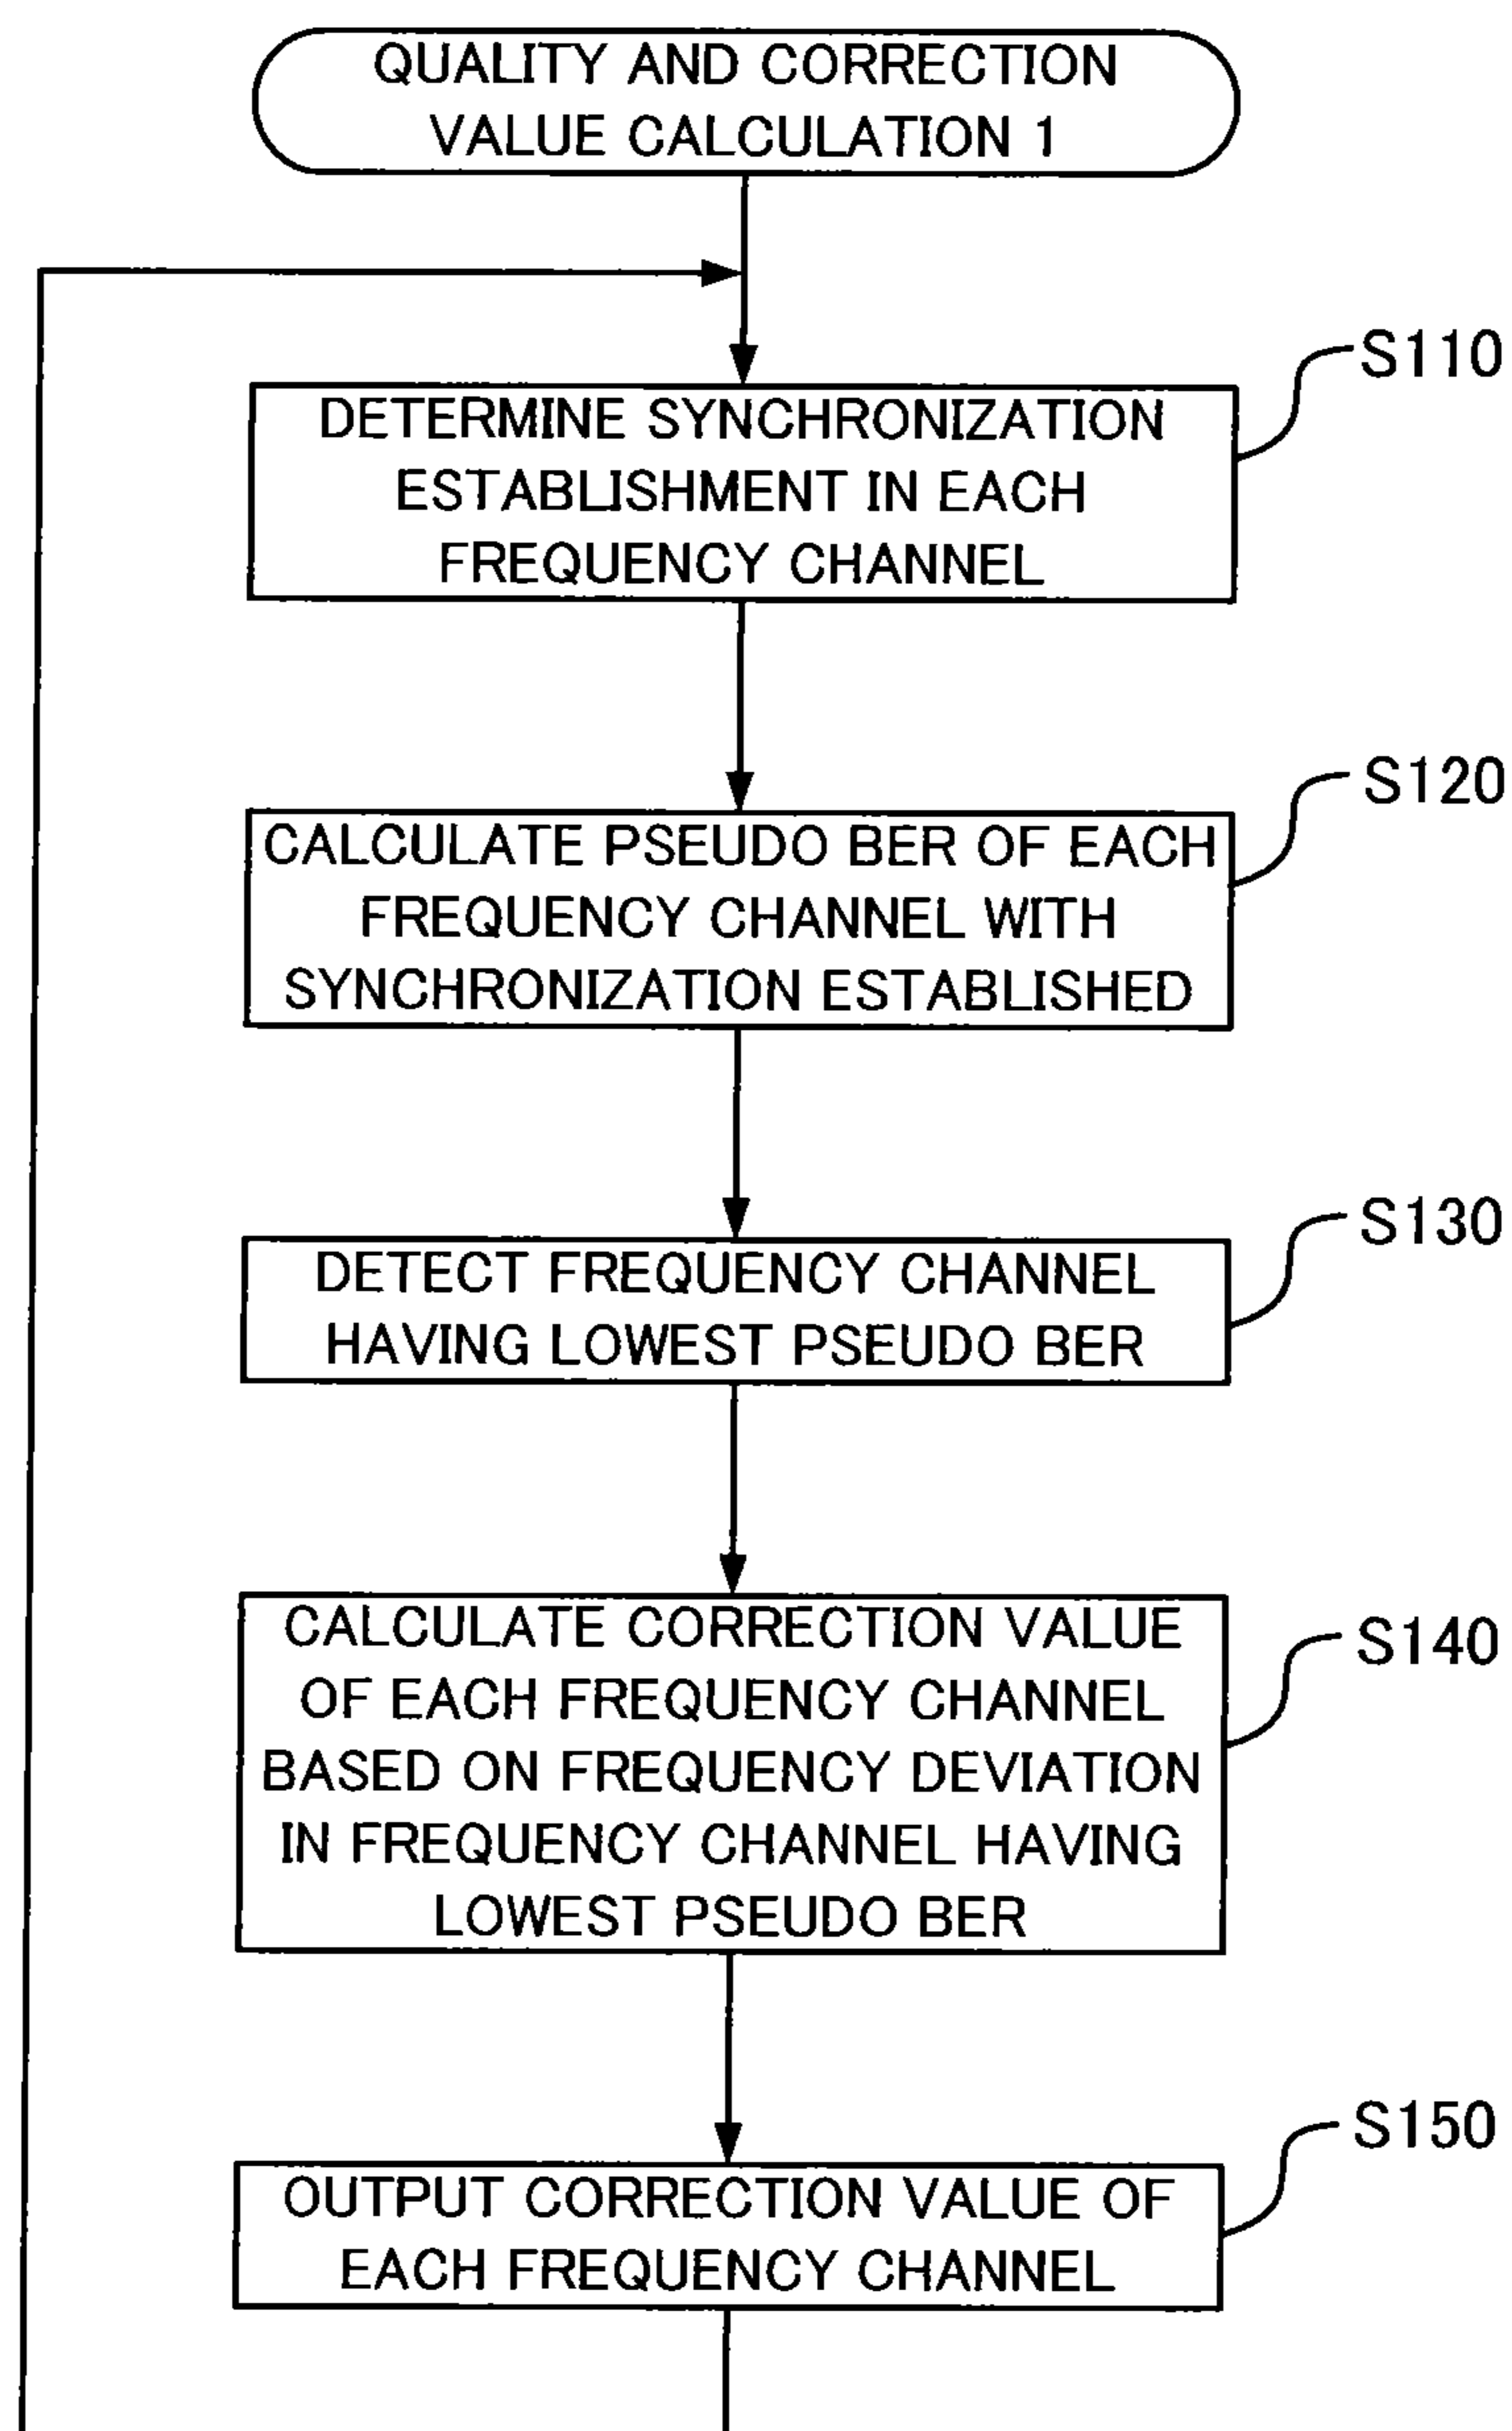 QUALITY AND CORRECTION
VALUE CALCULATION 1
S110
DETERMINE SYNCHRONIZATION
ESTABLISHMENT IN EACH
FREQUENCY CHANNEL
S120
CALCULATE PSEUDO BER OF EACH
FREQUENCY CHANNEL WITH
SYNCHRONIZATION ESTABLISHED
S130
DETECT FREQUENCY CHANNEL
HAVING LOWEST PSEUDO BER
S140
CALCULATE CORRECTION VALUE
OF EACH FREQUENCY CHANNEL
BASED ON FREQUENCY DEVIATION
IN FREQUENCY CHANNEL HAVING
LOWEST PSEUDO BER
S150
OUTPUT CORRECTION VALUE OF
EACH FREQUENCY CHANNEL